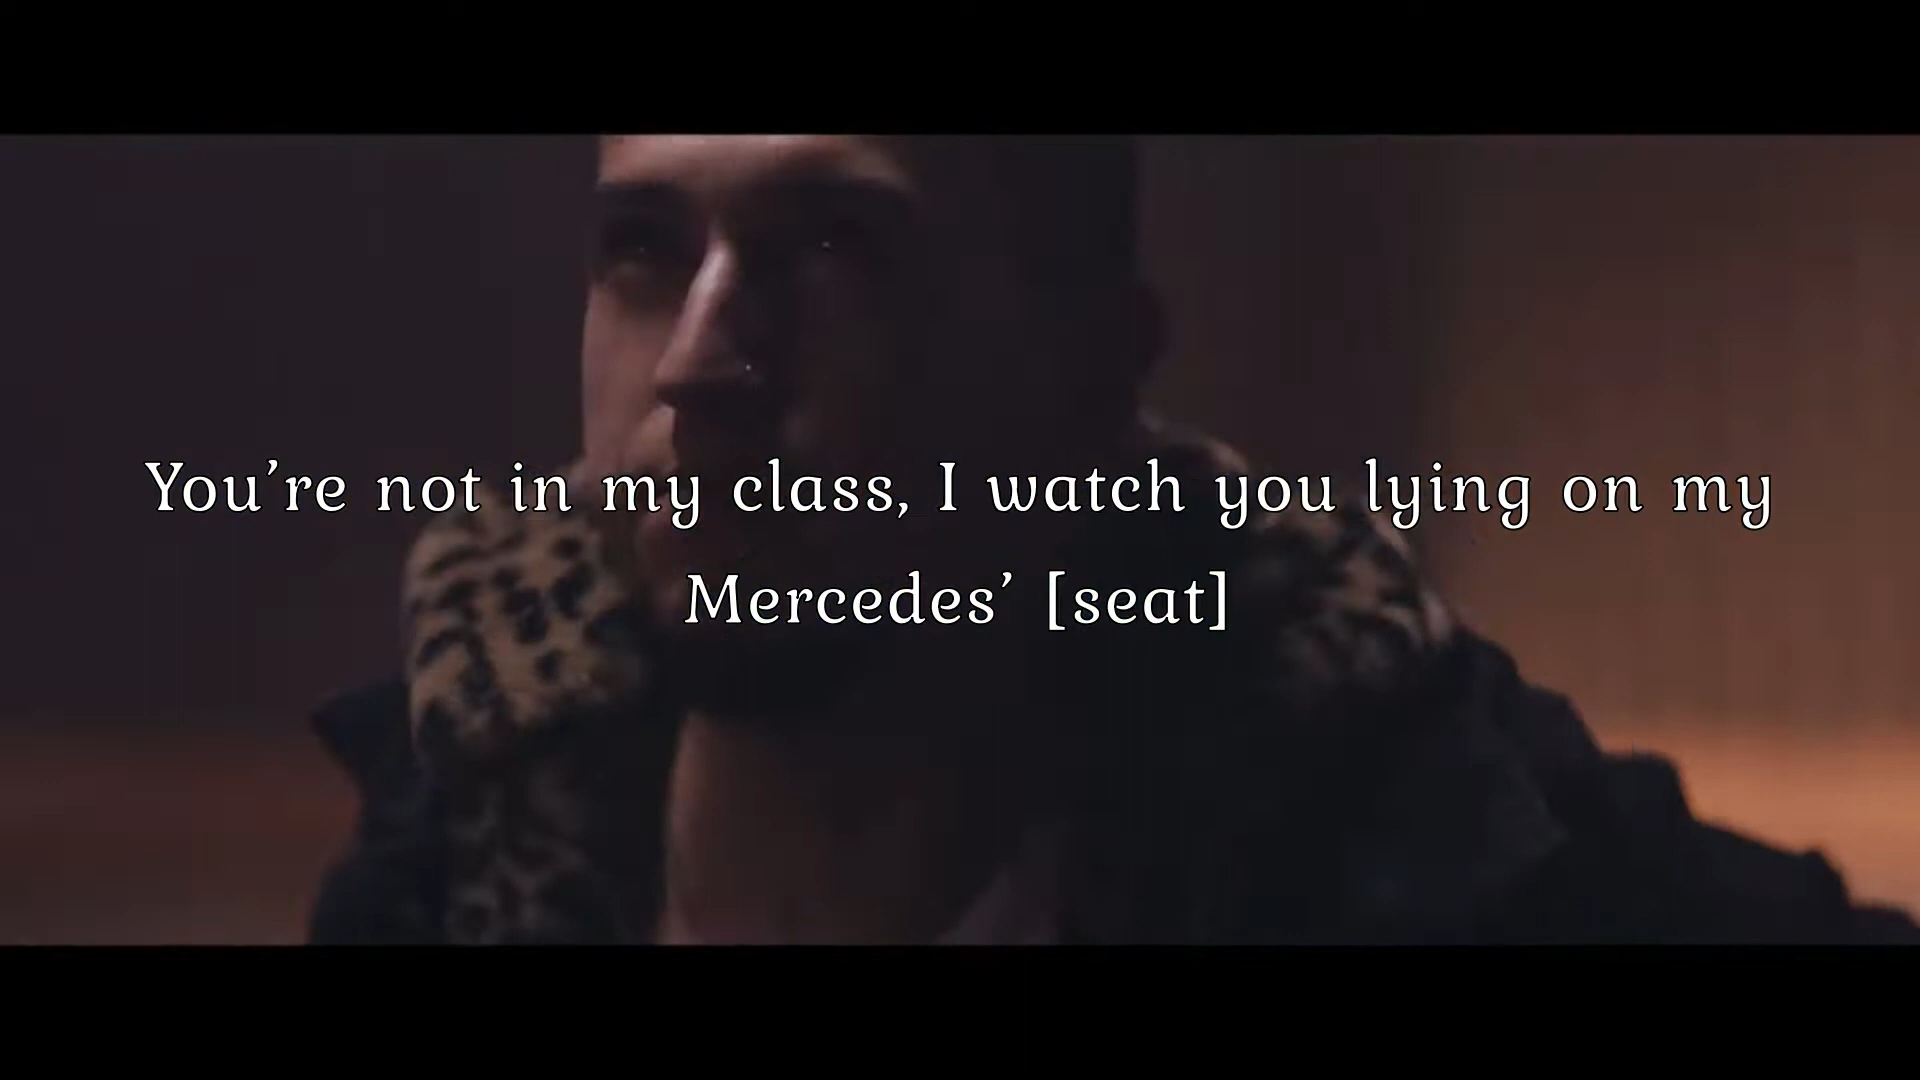 You’re not in my class, I watch you lying on my
Mercedes’ [seat]